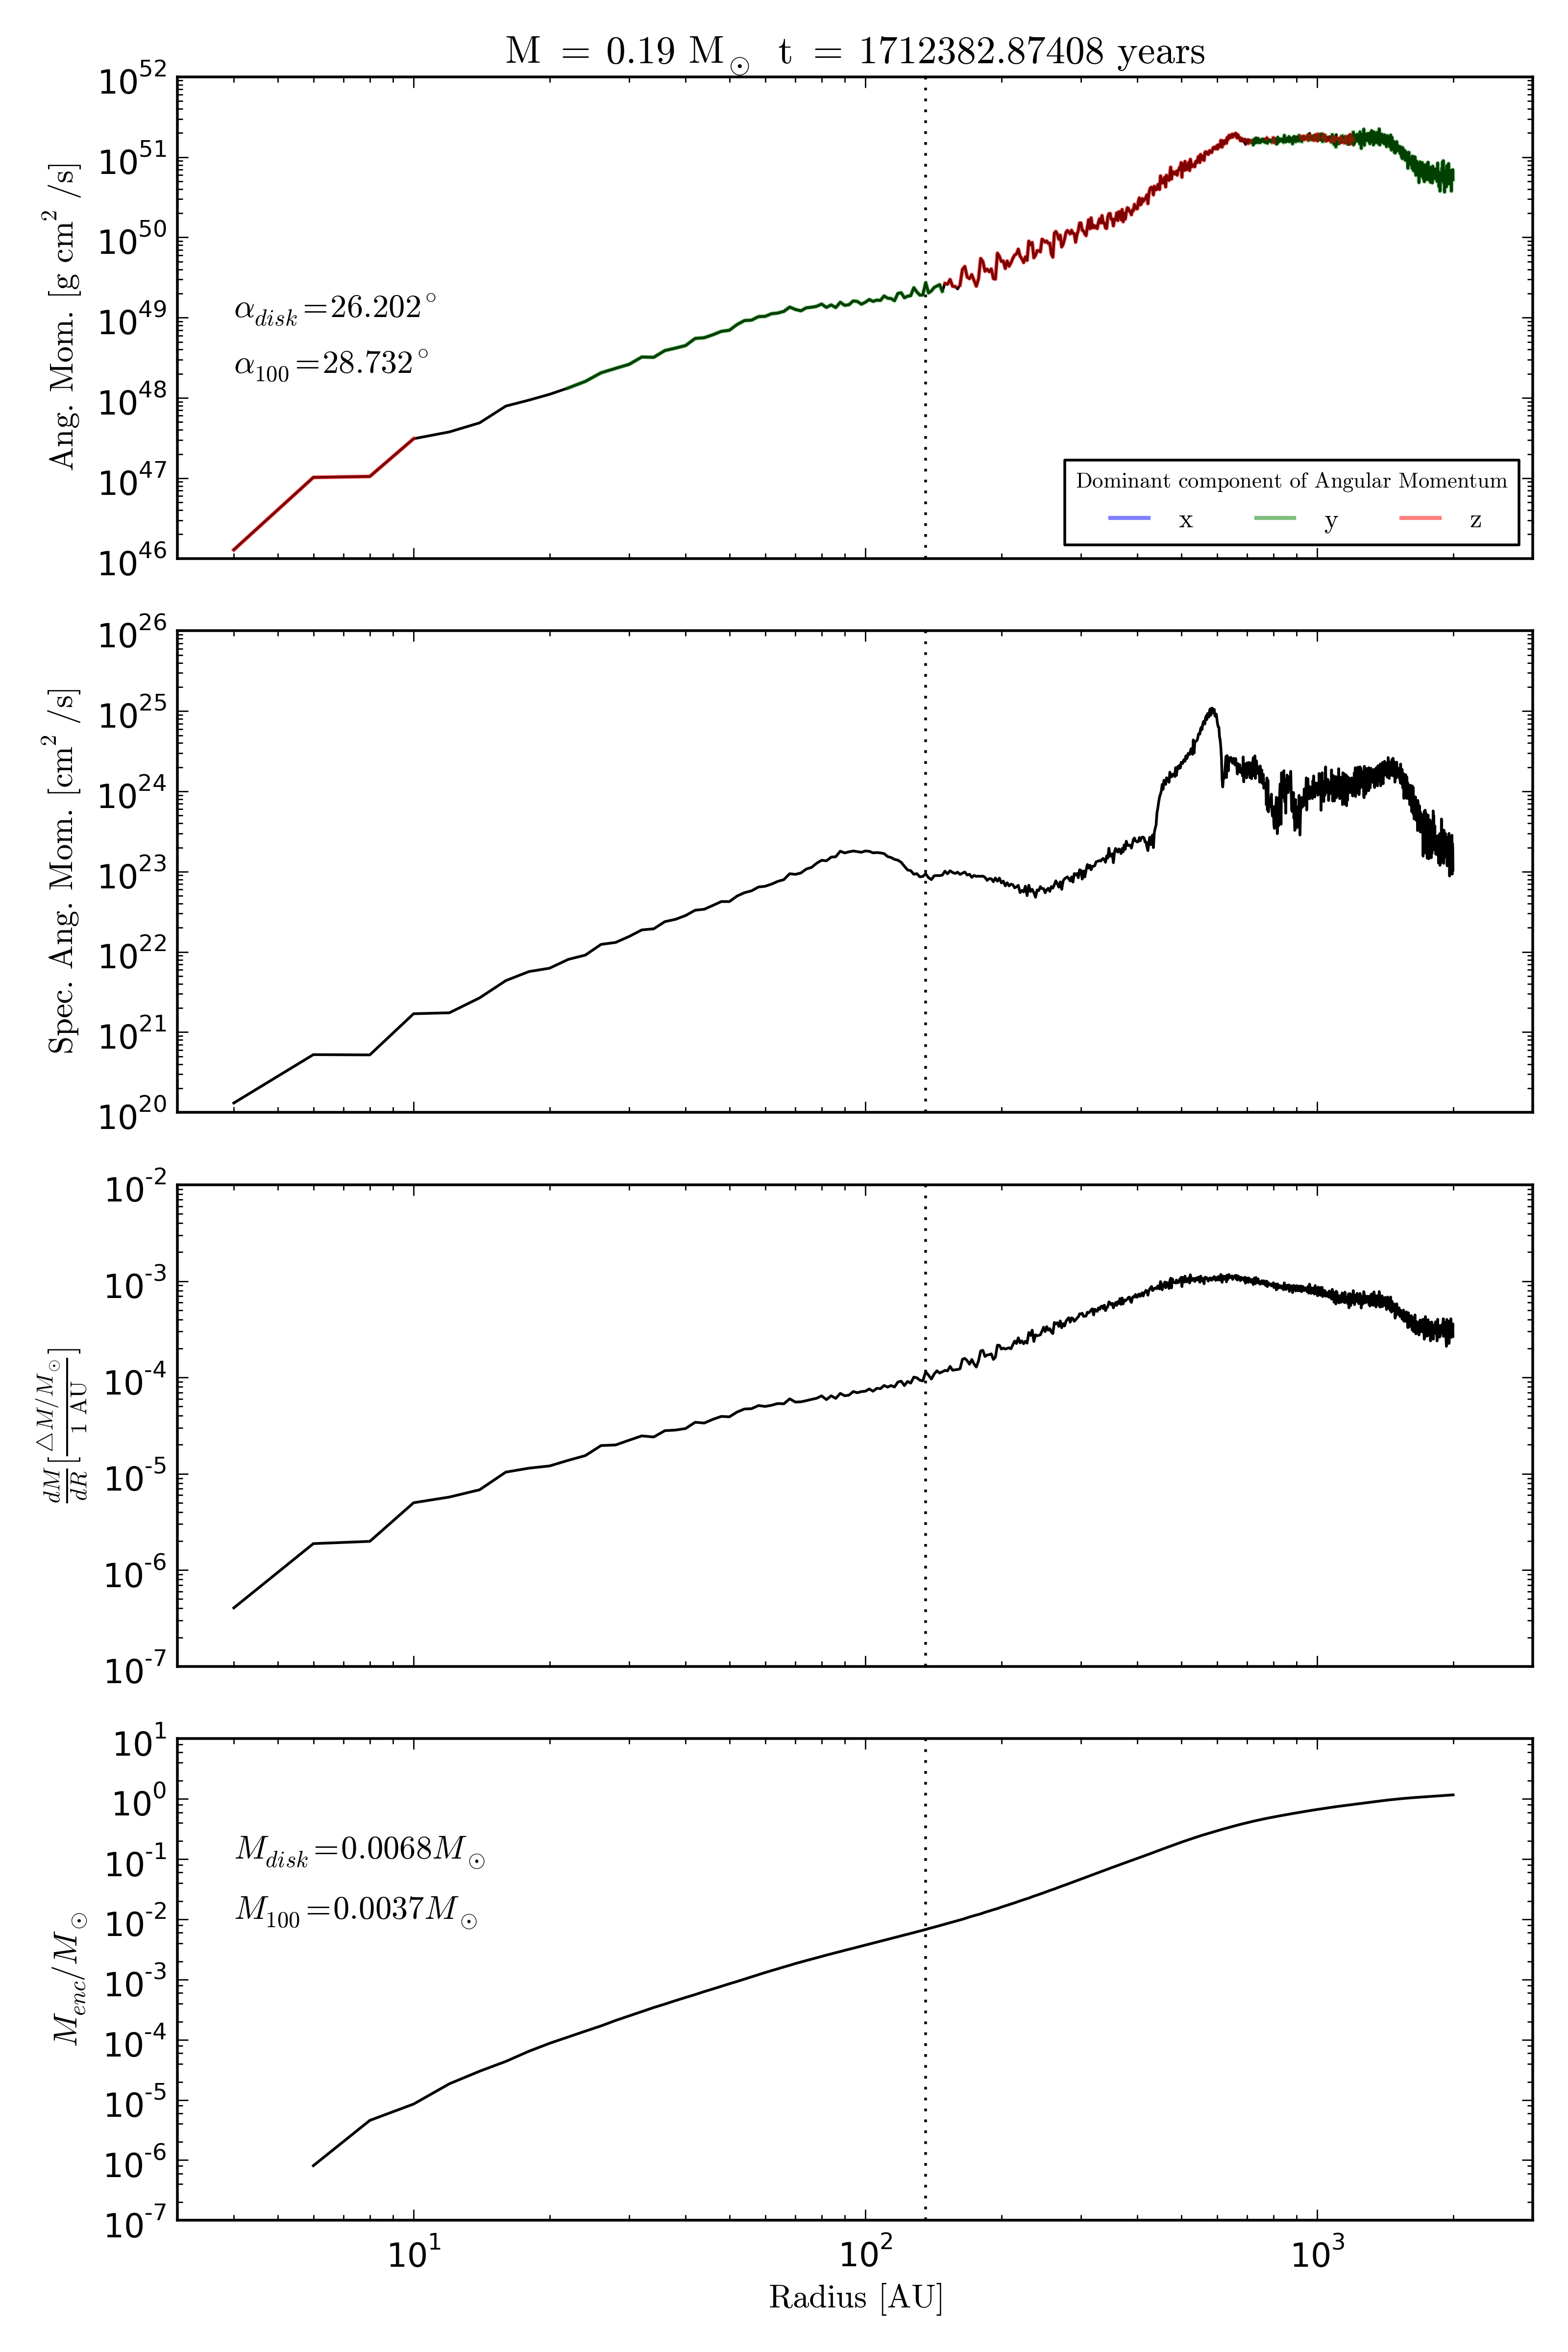 M = 0.19 M⊙ t = 1712382.87408 years
10^52
10^51
10^50
10^49
10^48
10^47
10^46
Ang. Mom. [g cm^2 /s]
α_disk = 26.202°
α_100 = 28.732°
Dominant component of Angular Momentum
x y z
10^26
10^25
10^24
10^23
10^22
10^21
10^20
Spec. Ang. Mom. [cm^2 /s]
10^-2
10^-3
10^-4
10^-5
10^-6
10^-7
dM/dR [△M/M⊙ / 1 AU]
10^1
10^0
10^-1
10^-2
10^-3
10^-4
10^-5
10^-6
10^-7
M_enc/M⊙
M_disk = 0.0068M⊙
M_100 = 0.0037M⊙
10^1 10^2 10^3
Radius [AU]